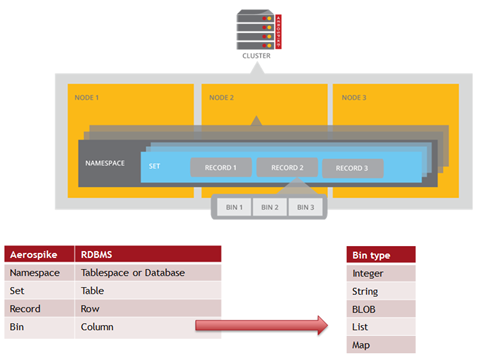 AEROSPIKE
CLUSTER
NODE 1 NODE 2 NODE 3
NAMESPACE SET RECORD 1 RECORD 2 RECORD 3
BIN 1 BIN 2 BIN 3
Aerospike RDBMS
Namespace Tablespace or Database
Set Table
Record Row
Bin Column
Bin type
Integer
String
BLOB
List
Map